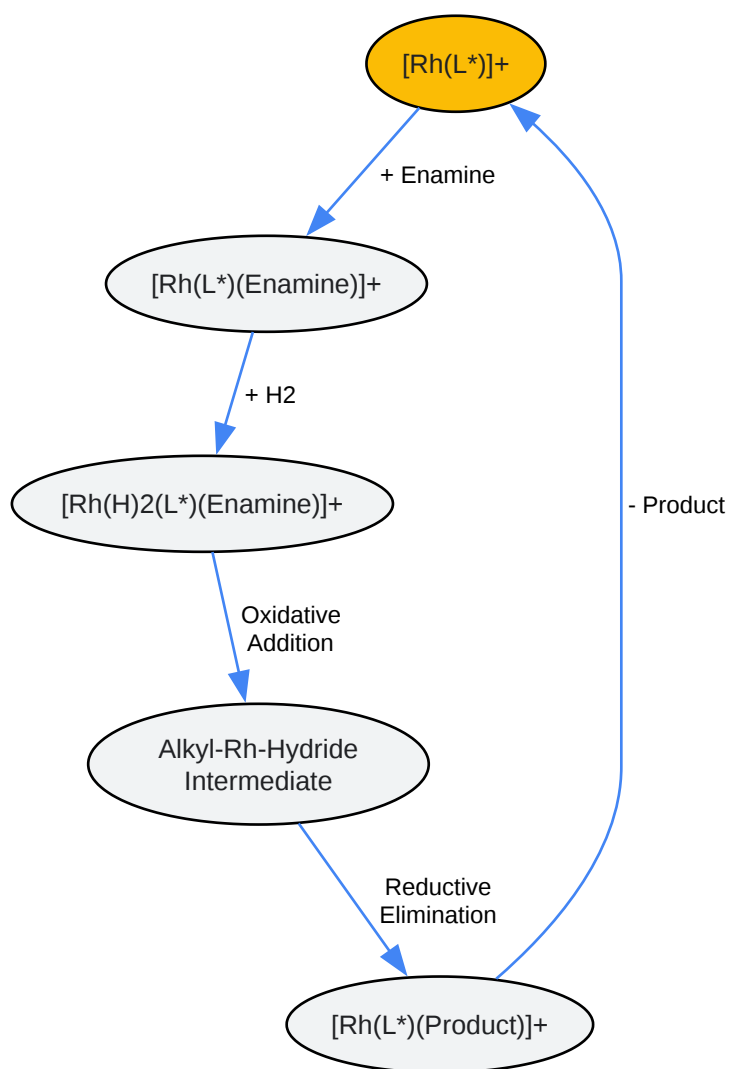 [Rh(L*)]+
+ Enamine
[Rh(L*)(Enamine)]+
+ H2
[Rh(H)2(L*)(Enamine)]+
- Product
Oxidative
Addition
Alkyl-Rh-Hydride
Intermediate
Reductive
Elimination
[Rh(L*)(Product)]+